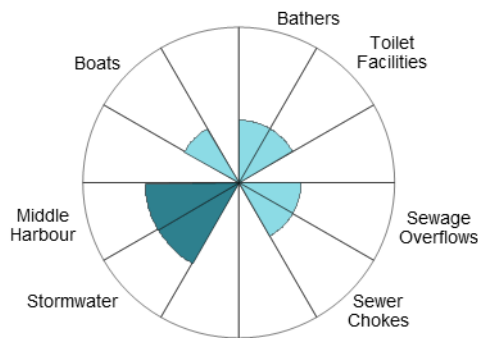 Bathers
Toilet
Facilities
Boats
Middle
Harbour
Sewage
Overflows
Stormwater
Sewer
Chokes